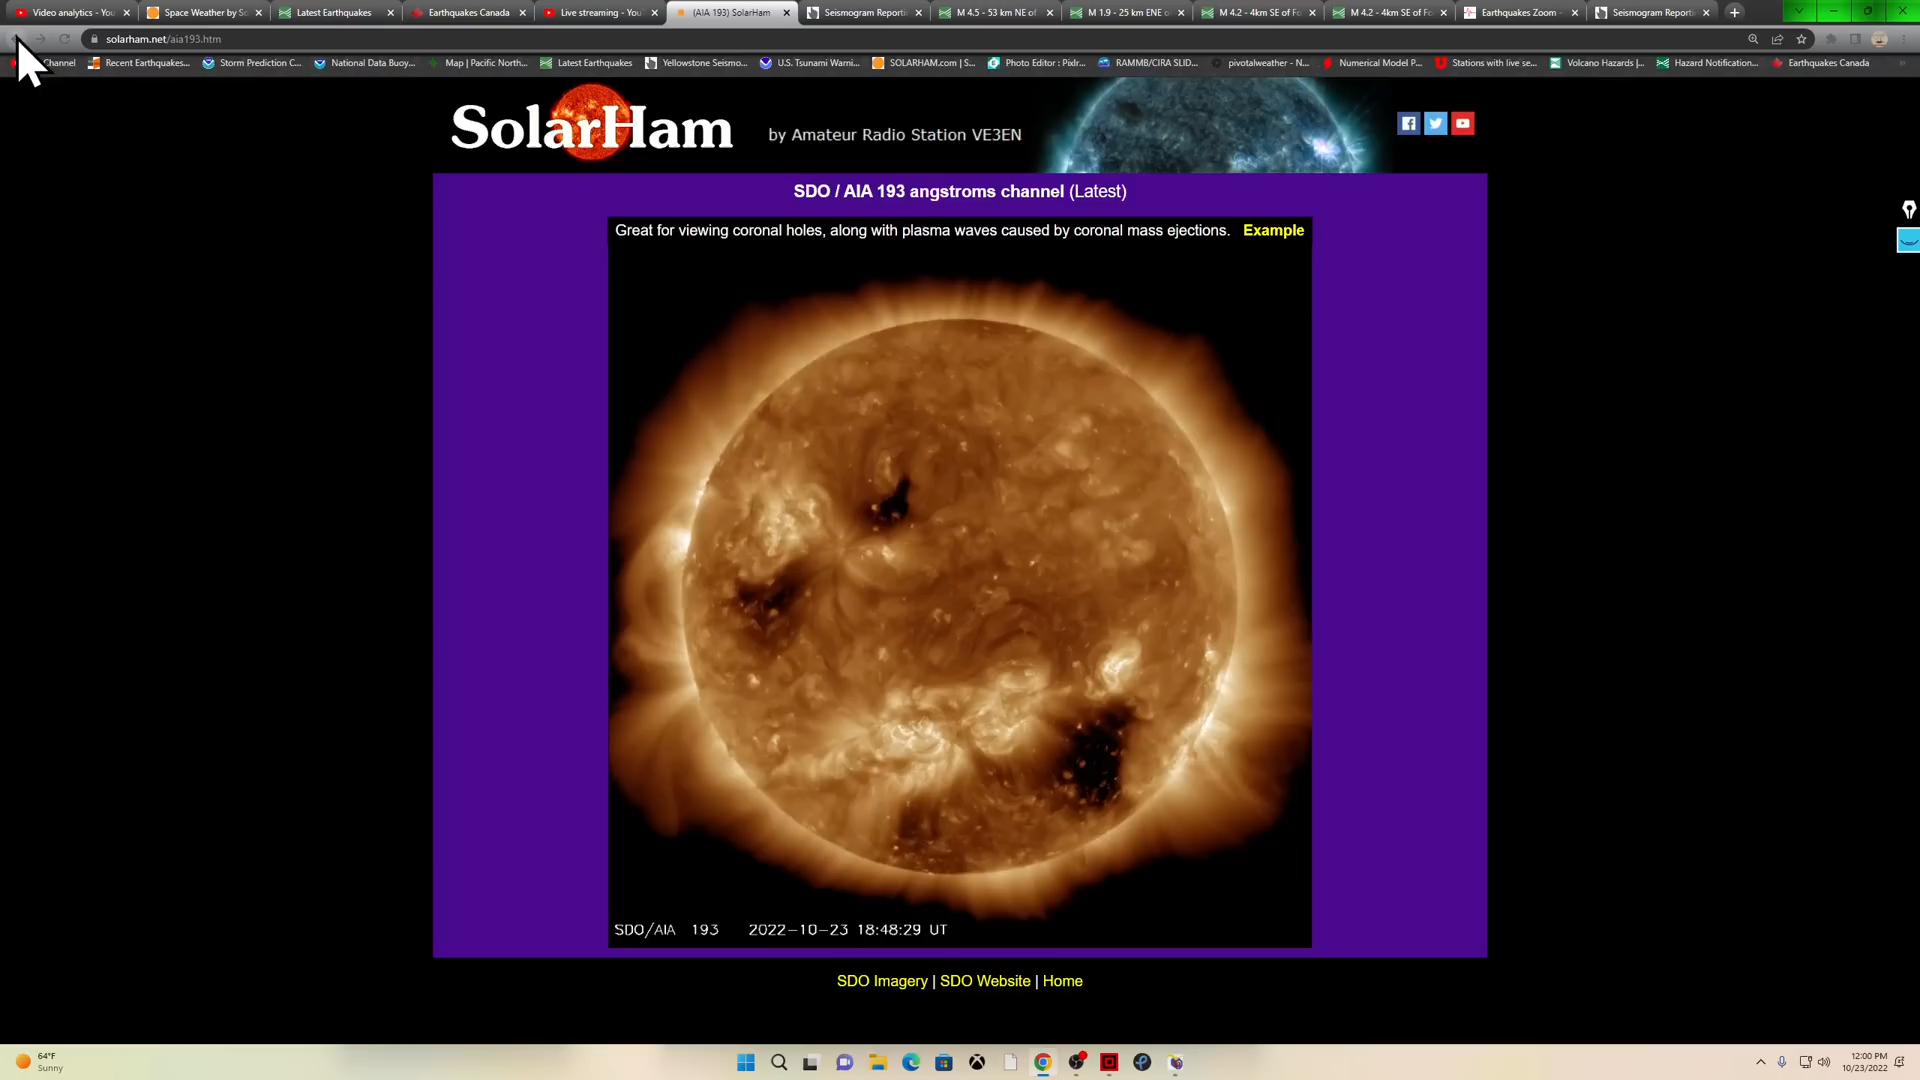 Video analytics - You
Space Weather by So
Latest Earthquakes
Earthquakes Canada
Live streaming - You
(AIA 193) SolarHam
Seismogram Reporti
M 4.5 - 53 km NE of
M 1.9 - 25 km ENE o
M 4.2 - 4km SE of Fo
M 4.2 - 4km SE of Fo
Earthquakes Zoom -
Seismogram Reporti
solarham.net/aia193.htm
Channel
Recent Earthquakes...
Storm Prediction C...
National Data Buoy...
Map | Pacific North...
Latest Earthquakes
Yellowstone Seismo...
U.S. Tsunami Warni...
SOLARHAM.com | S...
Photo Editor : Pixlr...
RAMMB/CIRA SLID...
pivotalweather - N...
Numerical Model P...
Stations with live se...
Volcano Hazards |...
Hazard Notification...
Earthquakes Canada
SolarHam
by Amateur Radio Station VE3EN
SDO / AIA 193 angstroms channel (Latest)
Great for viewing coronal holes, along with plasma waves caused by coronal mass ejections. Example
SDO/AIA 193 2022-10-23 18:48:29 UT
SDO Imagery | SDO Website | Home
64°F
Sunny
12:00 PM
10/23/2022